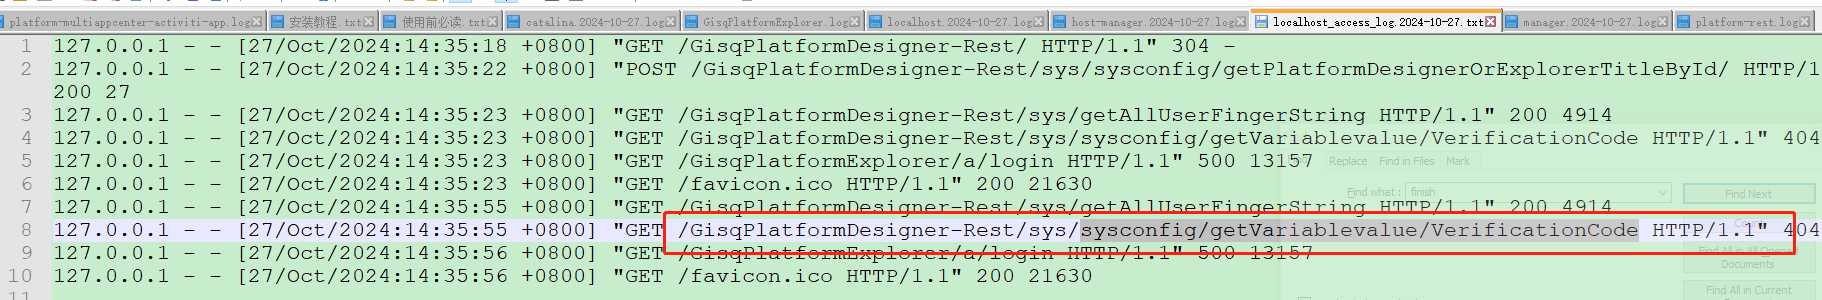 platform-multiappcenter-activiti-app.log 安装教程.txt 使用前必读.txt catalina.2024-10-27.log GisqPlatformExplorer.log localhost.2024-10-27.log host-manager.2024-10-27.log localhost_access_log.2024-10-27.txt manager.2024-10-27.log platform-rest.log
1 127.0.0.1 - - [27/Oct/2024:14:35:18 +0800] "GET /GisqPlatformDesigner-Rest/ HTTP/1.1" 304 -
2 127.0.0.1 - - [27/Oct/2024:14:35:22 +0800] "POST /GisqPlatformDesigner-Rest/sys/sysconfig/getPlatformDesignerOrExplorerTitleById/ HTTP/1
200 27
3 127.0.0.1 - - [27/Oct/2024:14:35:23 +0800] "GET /GisqPlatformDesigner-Rest/sys/getAllUserFingerString HTTP/1.1" 200 4914
4 127.0.0.1 - - [27/Oct/2024:14:35:23 +0800] "GET /GisqPlatformDesigner-Rest/sys/sysconfig/getVariablevalue/VerificationCode HTTP/1.1" 404
5 127.0.0.1 - - [27/Oct/2024:14:35:23 +0800] "GET /GisqPlatformExplorer/a/login HTTP/1.1" 500 13157
Replace Find in Files Mark
6 127.0.0.1 - - [27/Oct/2024:14:35:23 +0800] "GET /favicon.ico HTTP/1.1" 200 21630
Find what : finish Find Next
7 127.0.0.1 - - [27/Oct/2024:14:35:55 +0800] "GET /GisqPlatformDesigner-Rest/sys/getAllUserFingerString HTTP/1.1" 200 4914
8 127.0.0.1 - - [27/Oct/2024:14:35:55 +0800] "GET /GisqPlatformDesigner-Rest/sys/sysconfig/getVariablevalue/VerificationCode HTTP/1.1" 404
9 127.0.0.1 - - [27/Oct/2024:14:35:56 +0800] "GET /GisqPlatformExplorer/a/login HTTP/1.1" 500 13157
Find All in All Opened
Documents
10 127.0.0.1 - - [27/Oct/2024:14:35:56 +0800] "GET /favicon.ico HTTP/1.1" 200 21630
Find All in Current
11